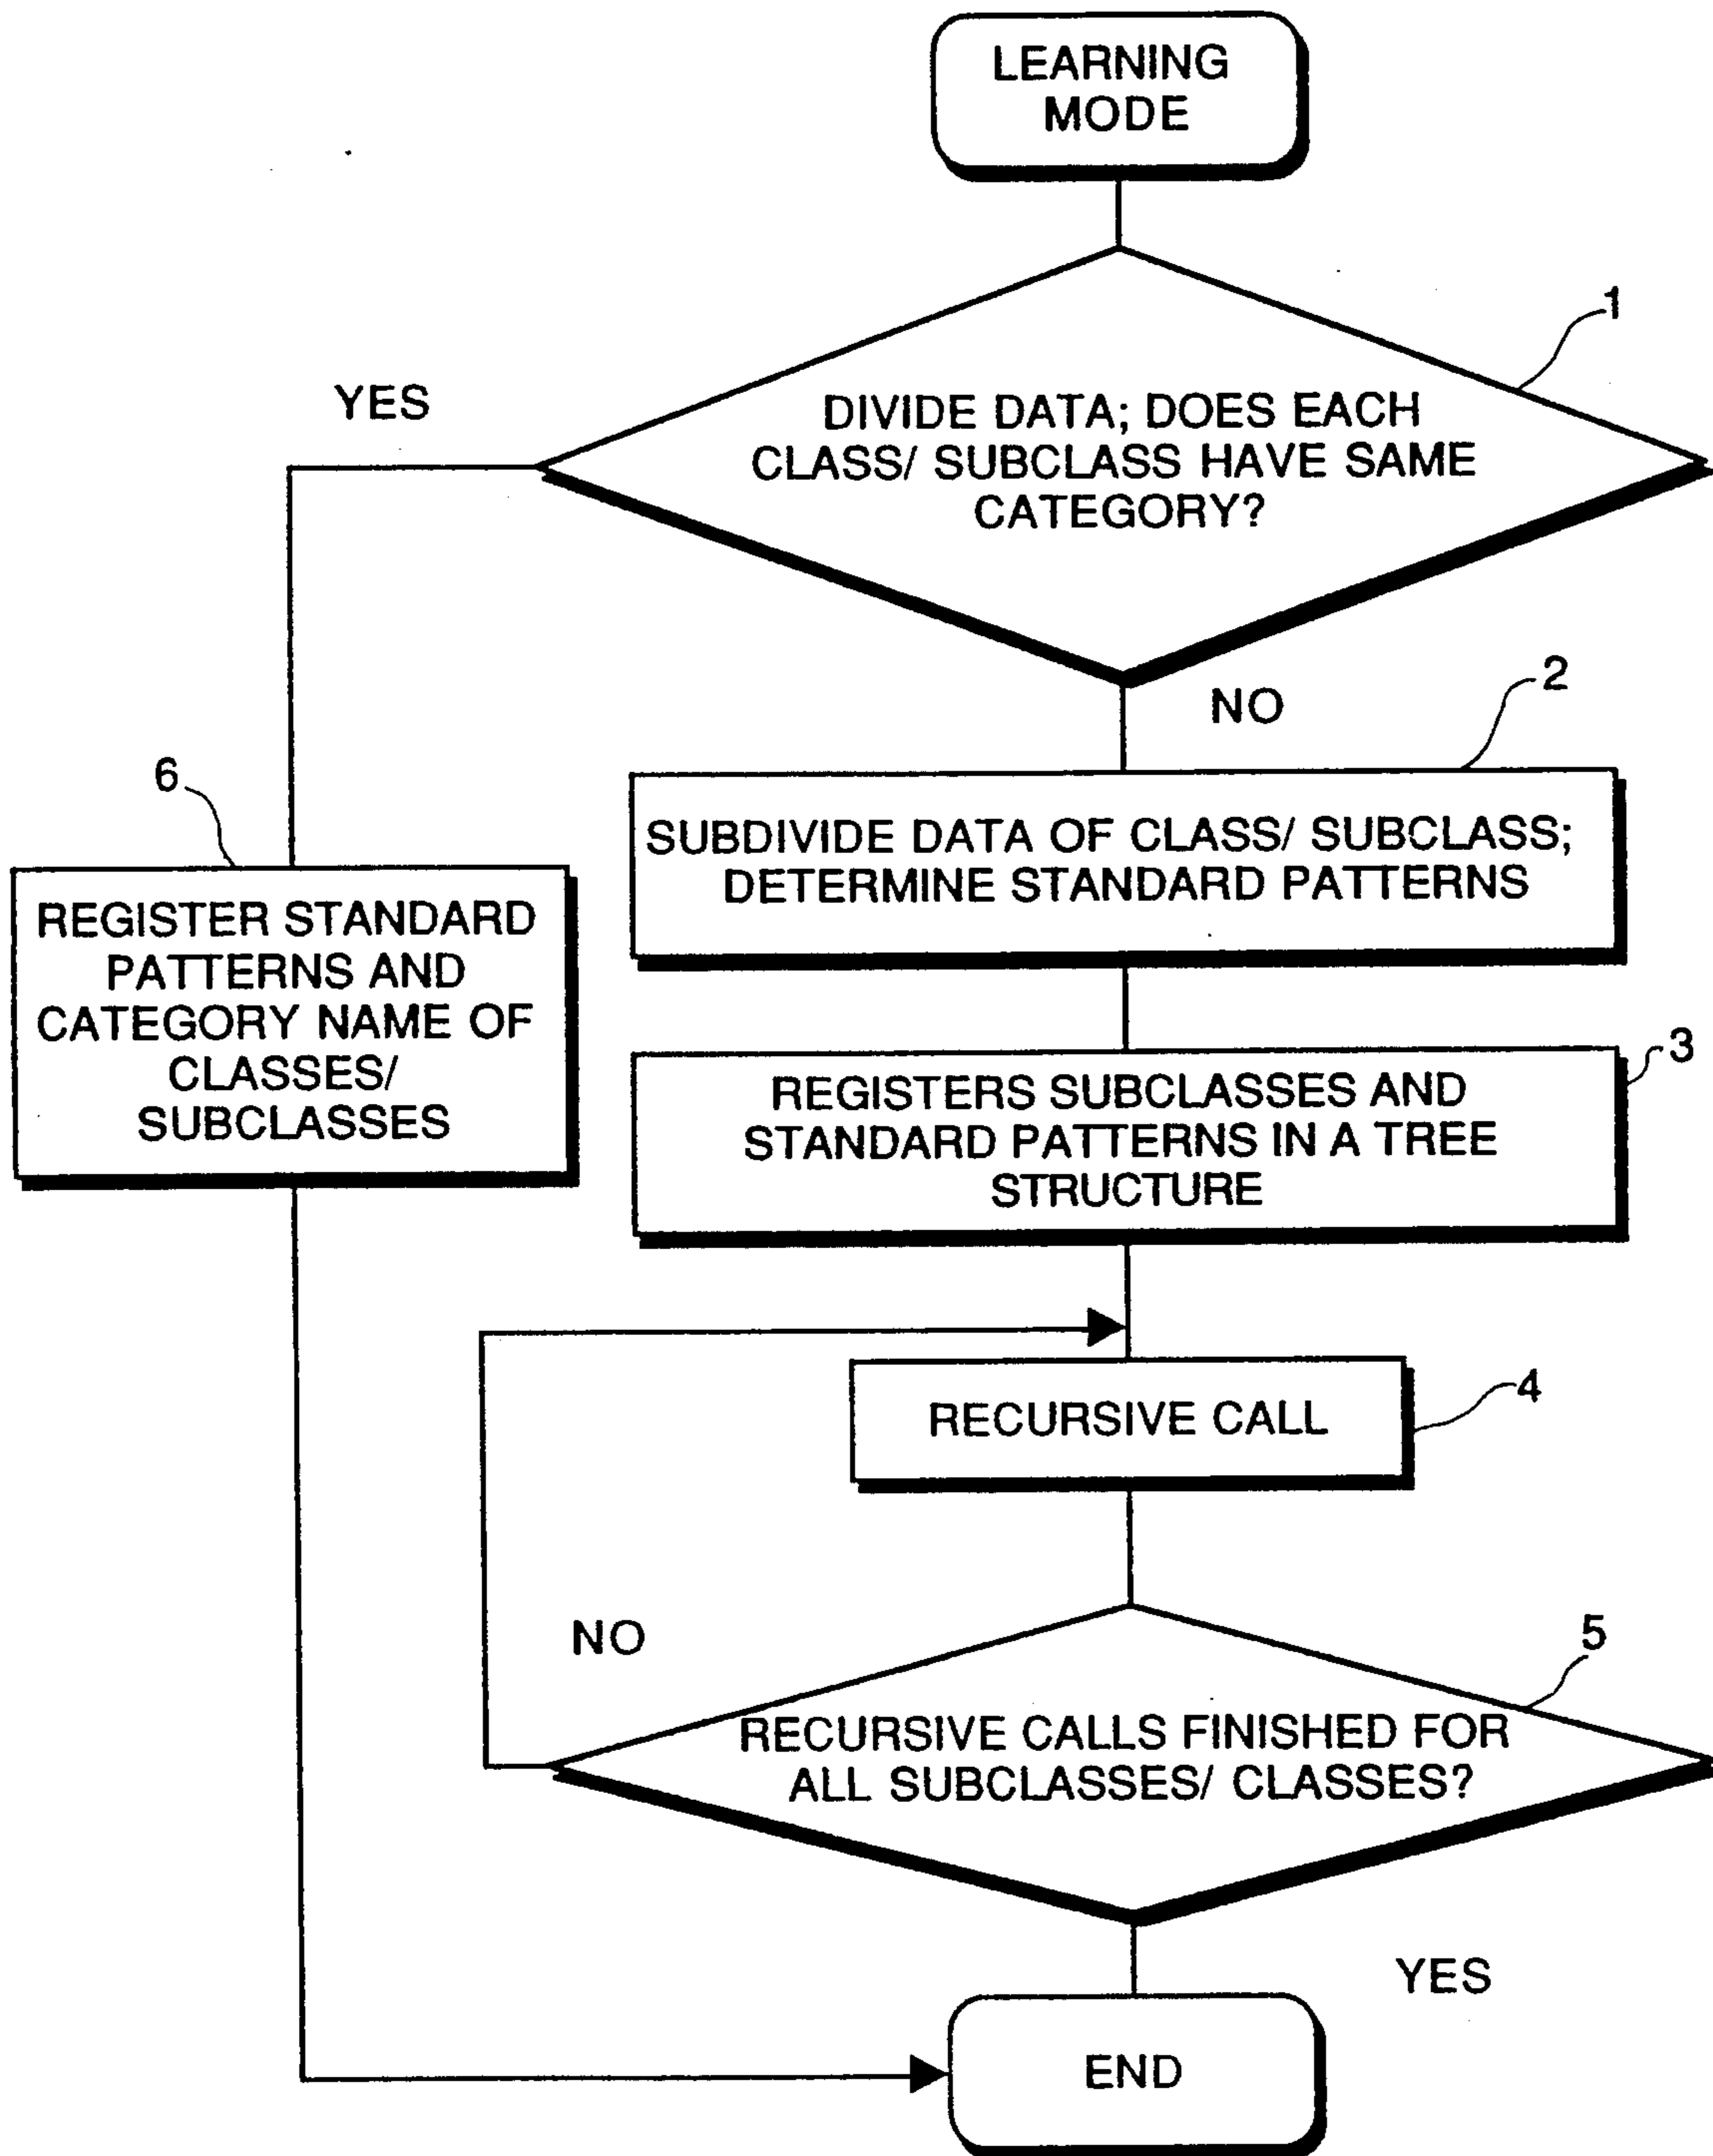 LEARNING
MODE
1
YES
DIVIDE DATA; DOES EACH
CLASS/ SUBCLASS HAVE SAME
CATEGORY?
NO
2
6
SUBDIVIDE DATA OF CLASS/ SUBCLASS;
DETERMINE STANDARD PATTERNS
REGISTER STANDARD
PATTERNS AND
CATEGORY NAME OF
CLASSES/
SUBCLASSES
3
REGISTERS SUBCLASSES AND
STANDARD PATTERNS IN A TREE
STRUCTURE
4
RECURSIVE CALL
NO
5
RECURSIVE CALLS FINISHED FOR
ALL SUBCLASSES/ CLASSES?
YES
END